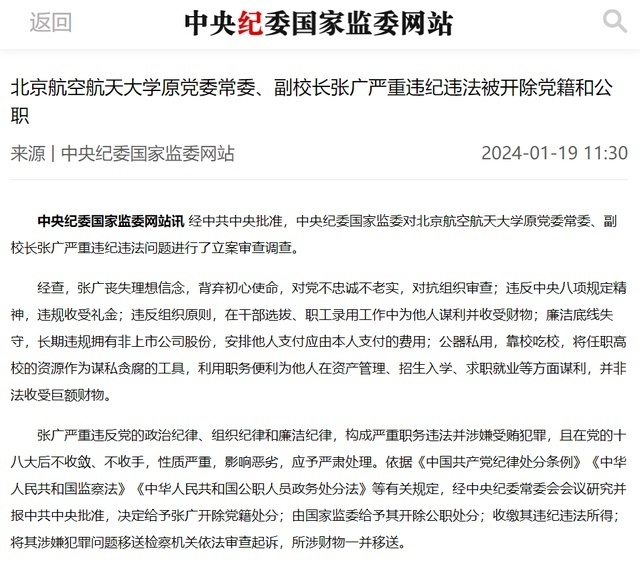 返回
中央纪委国家监委网站
北京航空航天大学原党委常委、副校长张广严重违纪违法被开除党籍和公
职
来源 | 中央纪委国家监委网站 2024-01-19 11:30
中央纪委国家监委网站讯 经中共中央批准，中央纪委国家监委对北京航空航天大学原党委常委、副
校长张广严重违纪违法问题进行了立案审查调查。
经查，张广丧失理想信念，背弃初心使命，对党不忠诚不老实，对抗组织审查；违反中央八项规定精
神，违规收受礼金；违反组织原则，在干部选拔、职工录用工作中为他人谋利并收受财物；廉洁底线失
守，长期违规拥有非上市公司股份，安排他人支付应由本人支付的费用；公器私用，靠校吃校，将任职高
校的资源作为谋私贪腐的工具，利用职务便利为他人在资产管理、招生入学、求职就业等方面谋利，并非
法收受巨额财物。
张广严重违反党的政治纪律、组织纪律和廉洁纪律，构成严重职务违法并涉嫌受贿犯罪，且在党的十
八大后不收敛、不收手，性质严重，影响恶劣，应予严肃处理。依据《中国共产党纪律处分条例》《中华
人民共和国监察法》《中华人民共和国公职人员政务处分法》等有关规定，经中央纪委常委会会议研究并
报中共中央批准，决定给予张广开除党籍处分；由国家监委给予其开除公职处分；收缴其违纪违法所得；
将其涉嫌犯罪问题移送检察机关依法审查起诉，所涉财物一并移送。